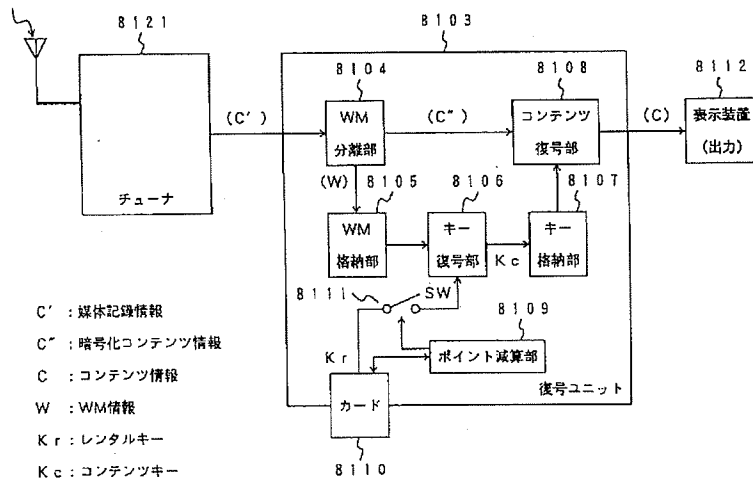 8121
8103
8104
8108
8112
(C')
WM
分離部
(C")
コンテンツ
復号部
(C)
表示装置
(出力)
チューナ
(W)
8105
8106
8107
WM
格納部
キー
復号部
Kc
キー
格納部
8111
SW
8109
Kr
ポイント減算部
カード
復号ユニット
8110
C' :媒体記録情報
C" :暗号化コンテンツ情報
C :コンテンツ情報
W :WM情報
Kr :レンタルキー
Kc :コンテンツキー